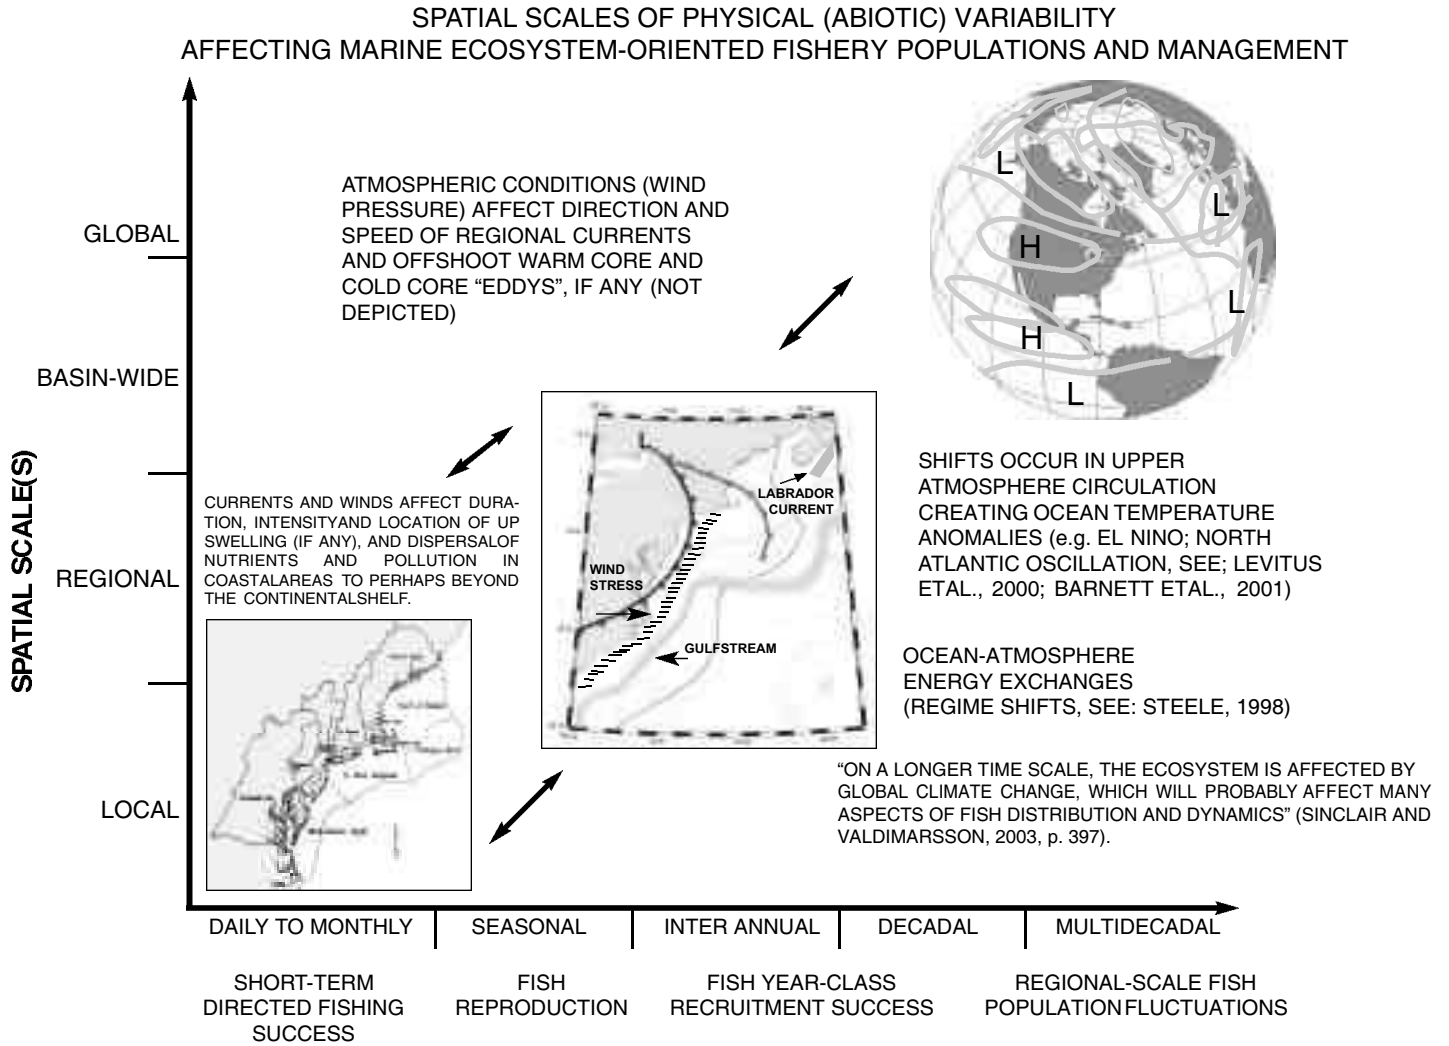 SPATIAL SCALES OF PHYSICAL (ABIOTIC) VARIABILITY
AFFECTING MARINE ECOSYSTEM-ORIENTED FISHERY POPULATIONS AND MANAGEMENT
SPATIAL SCALE(S)
GLOBAL
BASIN-WIDE
REGIONAL
LOCAL
ATMOSPHERIC CONDITIONS (WIND
PRESSURE) AFFECT DIRECTION AND
SPEED OF REGIONAL CURRENTS
AND OFFSHOOT WARM CORE AND
COLD CORE “EDDYS”, IF ANY (NOT
DEPICTED)
L
L
H
L
H
L
CURRENTS AND WINDS AFFECT DURA-
TION, INTENSITYAND LOCATION OF UP
SWELLING (IF ANY), AND DISPERSALOF
NUTRIENTS AND POLLUTION IN
COASTALAREAS TO PERHAPS BEYOND
THE CONTINENTALSHELF.
L
LABRADOR
CURRENT
WIND
STRESS
GULFSTREAM
SHIFTS OCCUR IN UPPER
ATMOSPHERE CIRCULATION
CREATING OCEAN TEMPERATURE
ANOMALIES (e.g. EL NINO; NORTH
ATLANTIC OSCILLATION, SEE; LEVITUS
ETAL., 2000; BARNETT ETAL., 2001)
OCEAN-ATMOSPHERE
ENERGY EXCHANGES
(REGIME SHIFTS, SEE: STEELE, 1998)
“ON A LONGER TIME SCALE, THE ECOSYSTEM IS AFFECTED BY
GLOBAL CLIMATE CHANGE, WHICH WILL PROBABLY AFFECT MANY
ASPECTS OF FISH DISTRIBUTION AND DYNAMICS” (SINCLAIR AND
VALDIMARSSON, 2003, p. 397).
DAILY TO MONTHLY
SEASONAL
INTER ANNUAL
DECADAL
MULTIDECADAL
SHORT-TERM
DIRECTED FISHING
SUCCESS
FISH
REPRODUCTION
FISH YEAR-CLASS
RECRUITMENT SUCCESS
REGIONAL-SCALE FISH
POPULATION FLUCTUATIONS